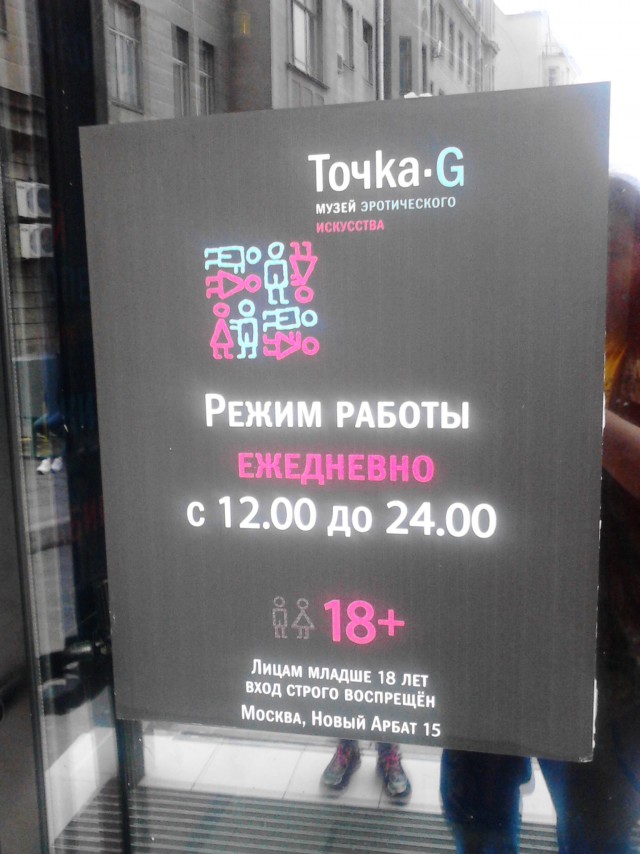 Точка·G
МУЗЕЙ ЭРОТИЧЕСКОГО
ИСКУССТВА
РЕЖИМ РАБОТЫ
ЕЖЕДНЕВНО
с 12.00 до 24.00
18+
Лицам младше 18 лет
вход строго воспрещён
Москва, Новый Арбат 15